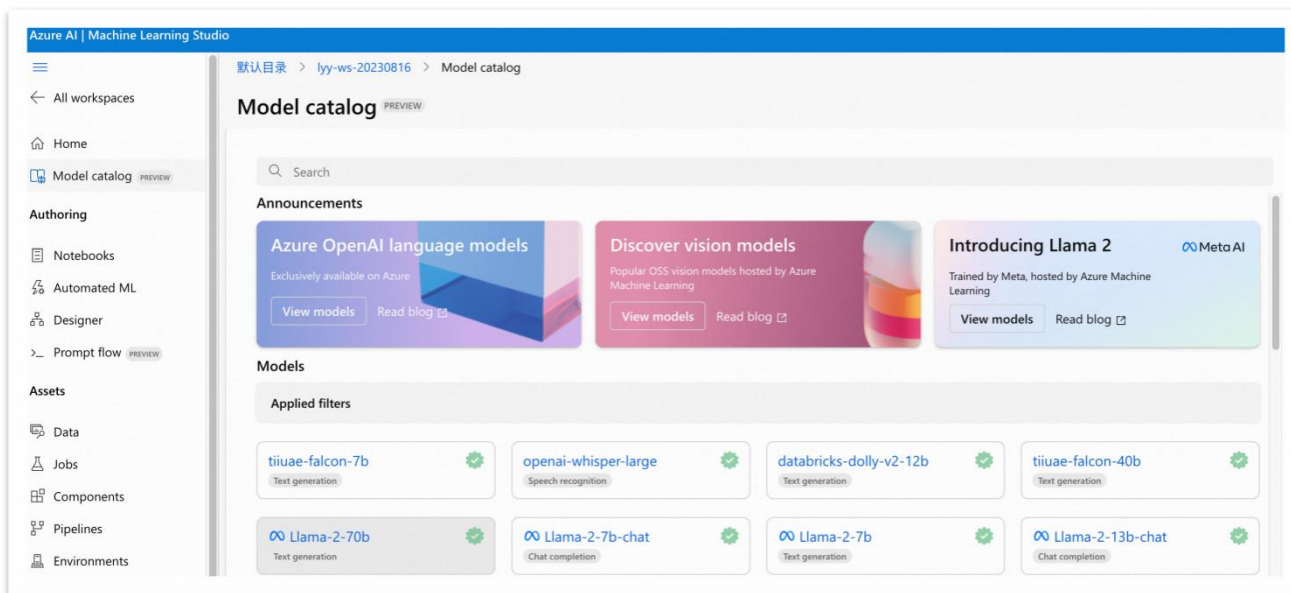 Azure AI | Machine Learning Studio
All workspaces
Home
Model catalog PREVIEW
Authoring
Notebooks
Automated ML
Designer
Prompt flow PREVIEW
Assets
Data
Jobs
Components
Pipelines
Environments
默认目录 > lyy-ws-20230816 > Model catalog
Model catalog PREVIEW
Search
Announcements
Azure OpenAI language models
Exclusively available on Azure
View models Read blog
Discover vision models
Popular OSS vision models hosted by Azure
Machine Learning
View models Read blog
Introducing Llama 2 Meta AI
Trained by Meta, hosted by Azure Machine
Learning
View models Read blog
Models
Applied filters
tiiuae-falcon-7b
Text generation
openai-whisper-large
Speech recognition
databricks-dolly-v2-12b
Text generation
tiiuae-falcon-40b
Text generation
Llama-2-70b
Text generation
Llama-2-7b-chat
Chat completion
Llama-2-7b
Text generation
Llama-2-13b-chat
Chat completion